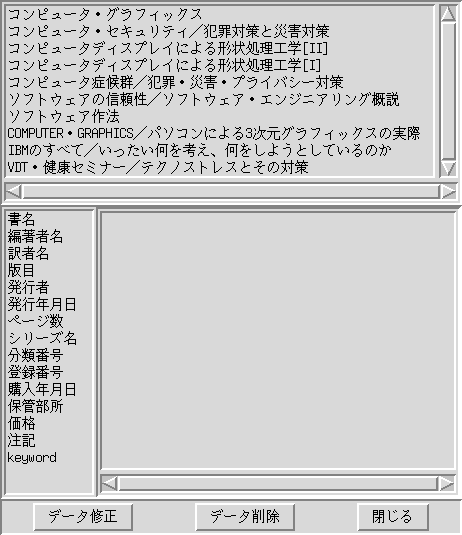 コンピュータ・グラフィックス
コンピュータ・セキュリティ／犯罪対策と災害対策
コンピュータディスプレイによる形状処理工学[II]
コンピュータディスプレイによる形状処理工学[I]
コンピュータ症候群／犯罪・災害・プライバシー対策
ソフトウェアの信頼性／ソフトウェア・エンジニアリング概説
ソフトウェア作法
COMPUTER・GRAPHICS／パソコンによる3次元グラフィックスの実際
IBMのすべて／いったい何を考え、何をしようとしているのか
VDT・健康セミナー／テクノストレスとその対策
書名
編著者名
訳者名
版目
発行者
発行年月日
ページ数
シリーズ名
分類番号
登録番号
購入年月日
保管部所
価格
注記
keyword
データ修正
データ削除
閉じる